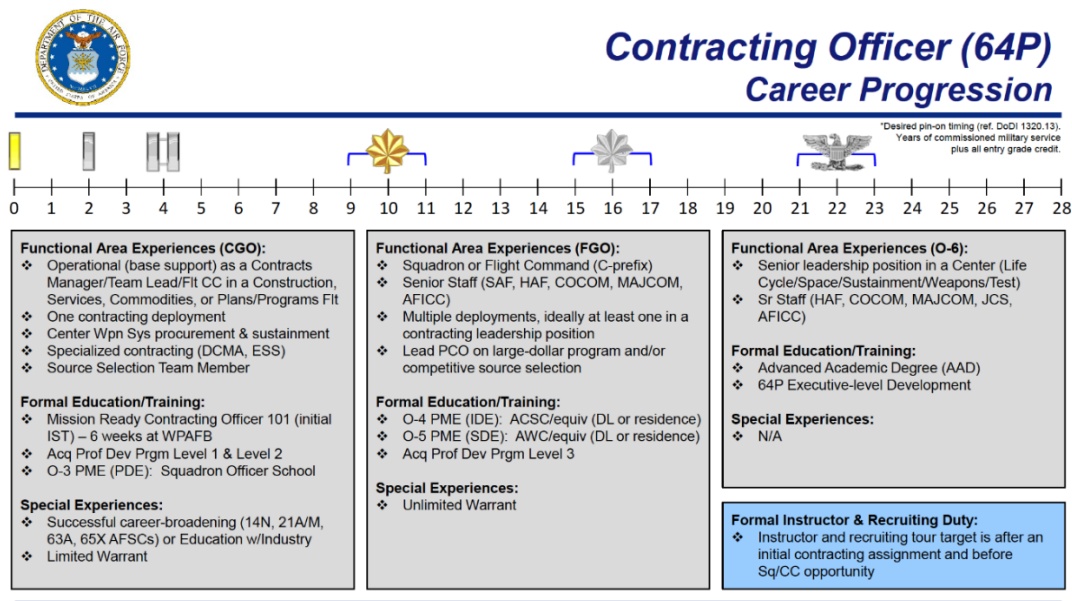 DEPARTMENT OF THE AIR FORCE
UNITED STATES OF AMERICA
Contracting Officer (64P)
Career Progression
*Desired pin-on timing (ref. DoDI 1320.13).
Years of commissioned military service
plus all entry grade credit.
0 1 2 3 4 5 6 7 8 9 10 11 12 13 14 15 16 17 18 19 20 21 22 23 24 25 26 27 28
Functional Area Experiences (CGO):
❖ Operational (base support) as a Contracts
Manager/Team Lead/Flt CC in a Construction,
Services, Commodities, or Plans/Programs Flt
❖ One contracting deployment
❖ Center Wpn Sys procurement & sustainment
❖ Specialized contracting (DCMA, ESS)
❖ Source Selection Team Member
Formal Education/Training:
❖ Mission Ready Contracting Officer 101 (initial
IST) – 6 weeks at WPAFB
❖ Acq Prof Dev Prgm Level 1 & Level 2
❖ O-3 PME (PDE): Squadron Officer School
Special Experiences:
❖ Successful career-broadening (14N, 21A/M,
63A, 65X AFSCs) or Education w/Industry
❖ Limited Warrant
Functional Area Experiences (FGO):
❖ Squadron or Flight Command (C-prefix)
❖ Senior Staff (SAF, HAF, COCOM, MAJCOM,
AFICC)
❖ Multiple deployments, ideally at least one in a
contracting leadership position
❖ Lead PCO on large-dollar program and/or
competitive source selection
Formal Education/Training:
❖ O-4 PME (IDE): ACSC/equiv (DL or residence)
❖ O-5 PME (SDE): AWC/equiv (DL or residence)
❖ Acq Prof Dev Prgm Level 3
Special Experiences:
❖ Unlimited Warrant
Functional Area Experiences (O-6):
❖ Senior leadership position in a Center (Life
Cycle/Space/Sustainment/Weapons/Test)
❖ Sr Staff (HAF, COCOM, MAJCOM, JCS,
AFICC)
Formal Education/Training:
❖ Advanced Academic Degree (AAD)
❖ 64P Executive-level Development
Special Experiences:
❖ N/A
Formal Instructor & Recruiting Duty:
❖ Instructor and recruiting tour target is after an
initial contracting assignment and before
Sq/CC opportunity